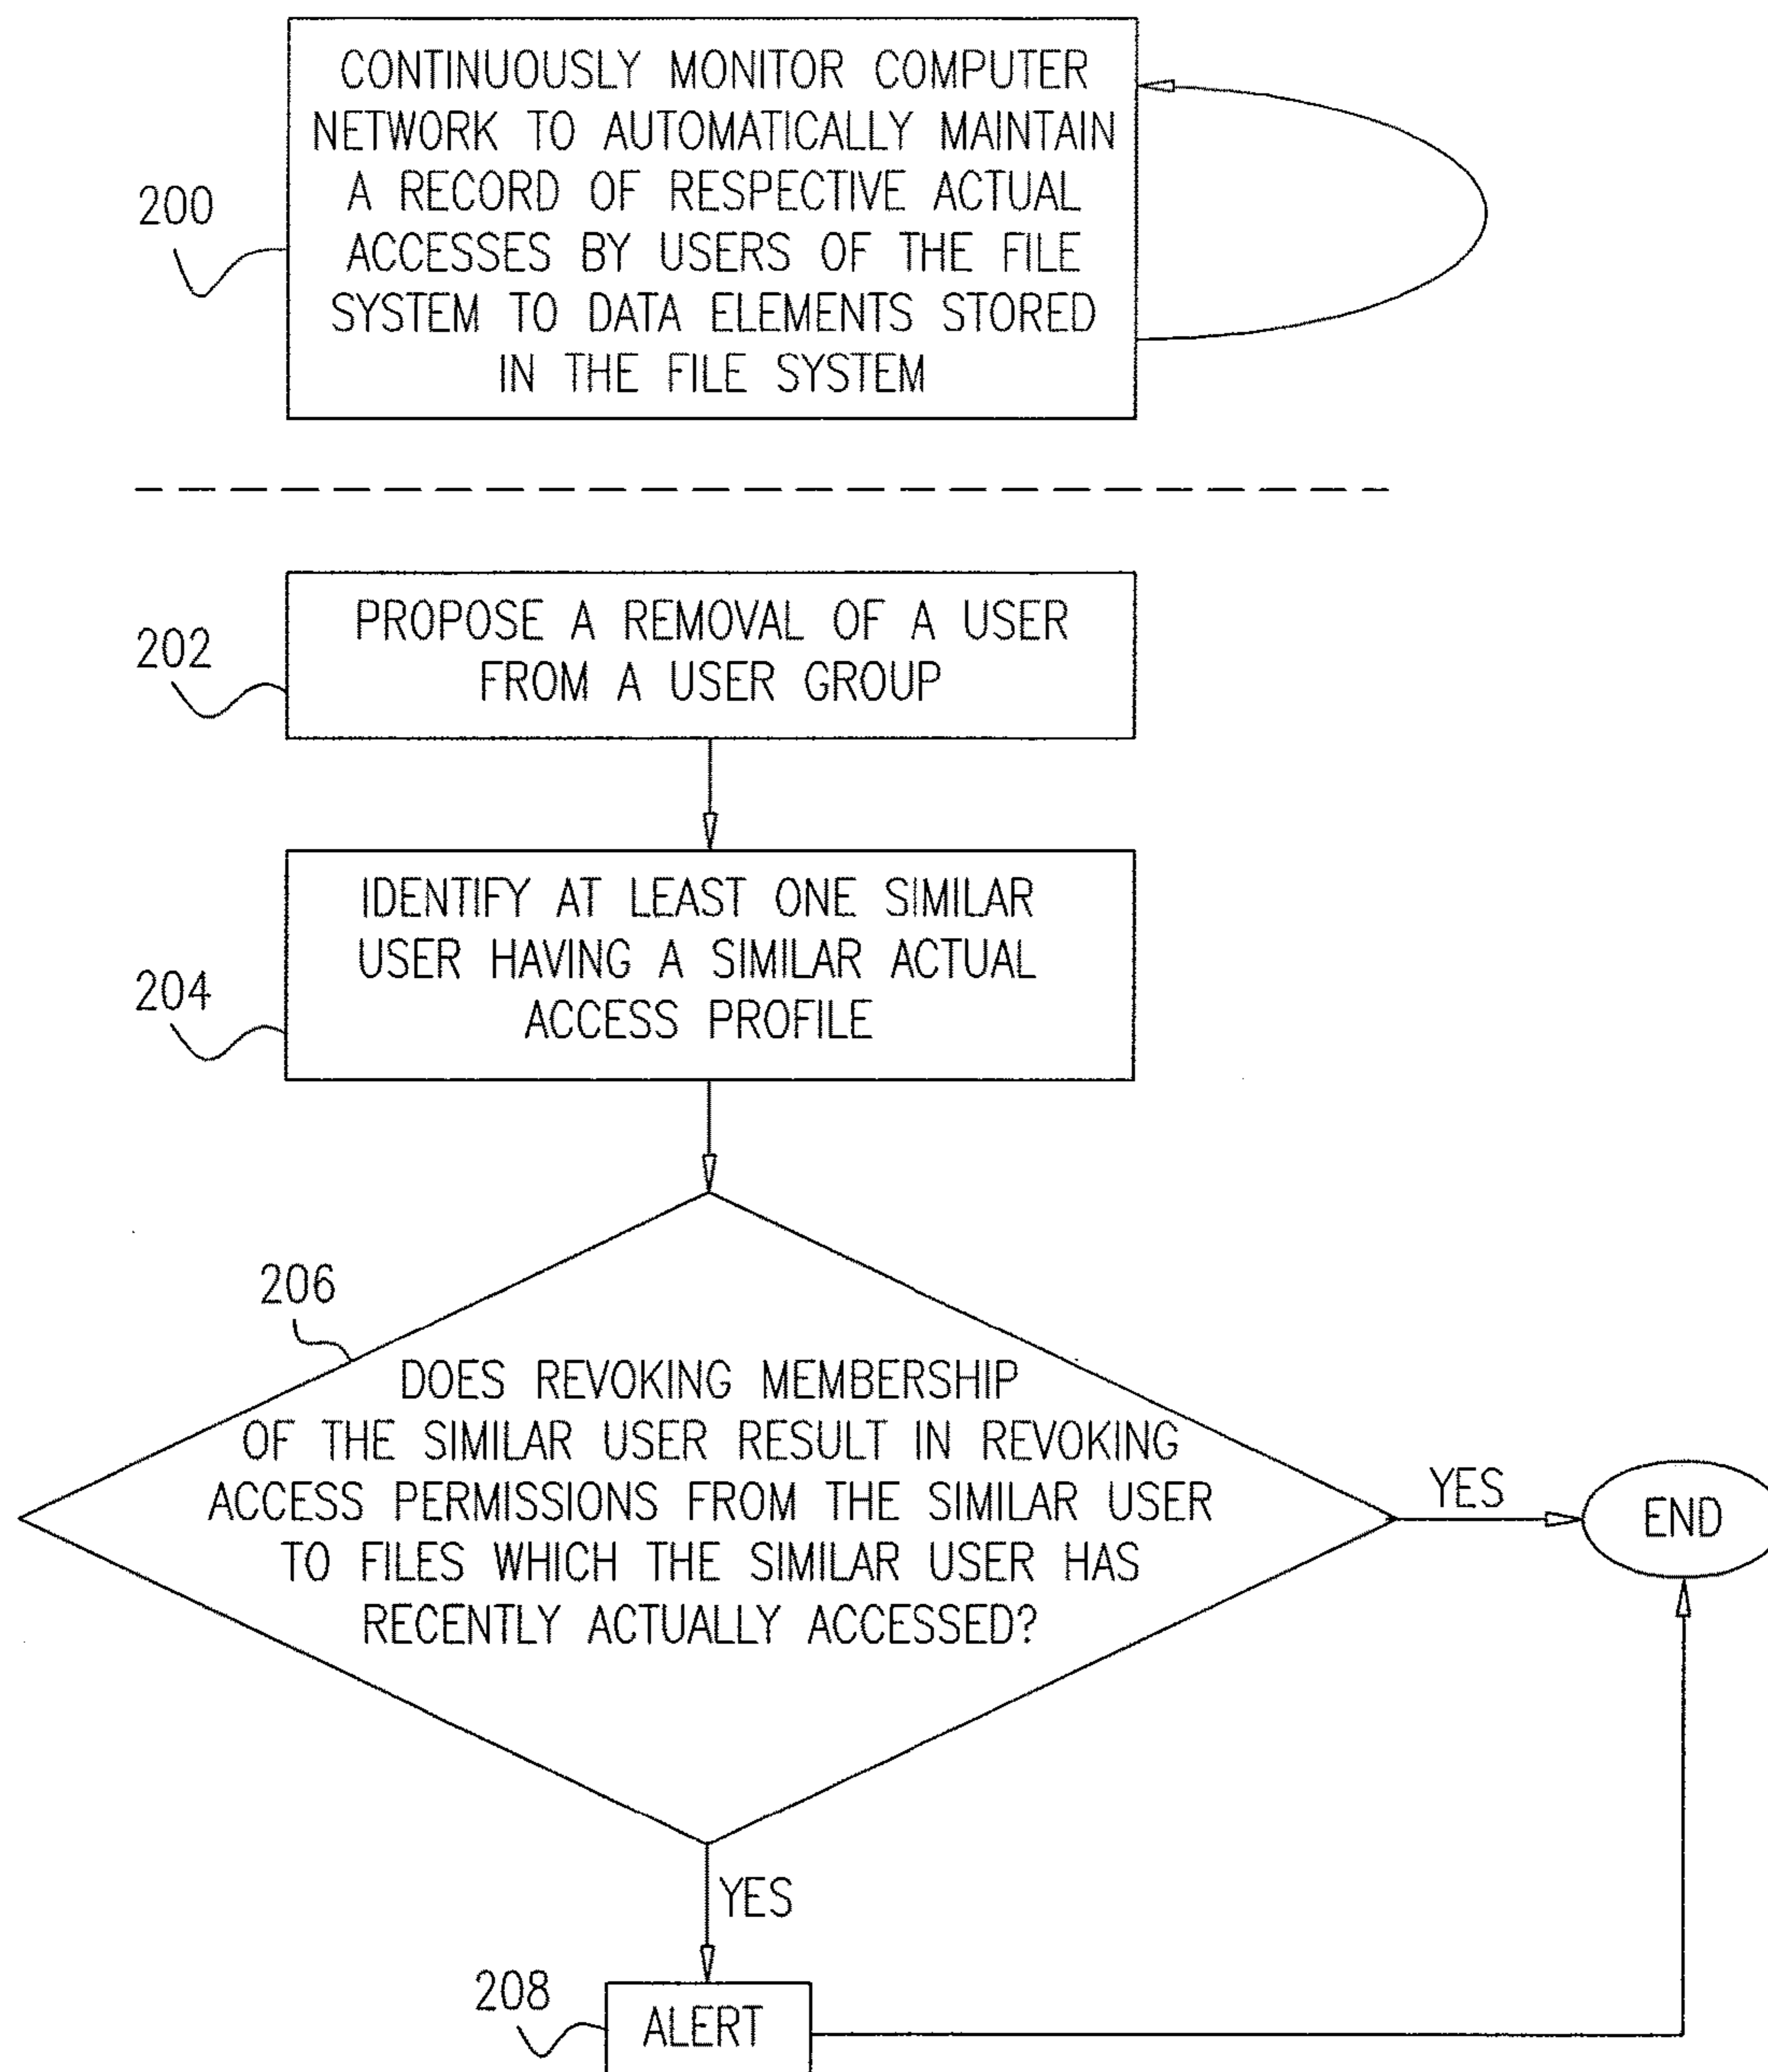 CONTINUOUSLY MONITOR COMPUTER
NETWORK TO AUTOMATICALLY MAINTAIN
A RECORD OF RESPECTIVE ACTUAL
ACCESSES BY USERS OF THE FILE
SYSTEM TO DATA ELEMENTS STORED
IN THE FILE SYSTEM
200
PROPOSE A REMOVAL OF A USER
FROM A USER GROUP
202
IDENTIFY AT LEAST ONE SIMILAR
USER HAVING A SIMILAR ACTUAL
ACCESS PROFILE
204
206
DOES REVOKING MEMBERSHIP
OF THE SIMILAR USER RESULT IN REVOKING
ACCESS PERMISSIONS FROM THE SIMILAR USER
TO FILES WHICH THE SIMILAR USER HAS
RECENTLY ACTUALLY ACCESSED?
YES
END
YES
208
ALERT